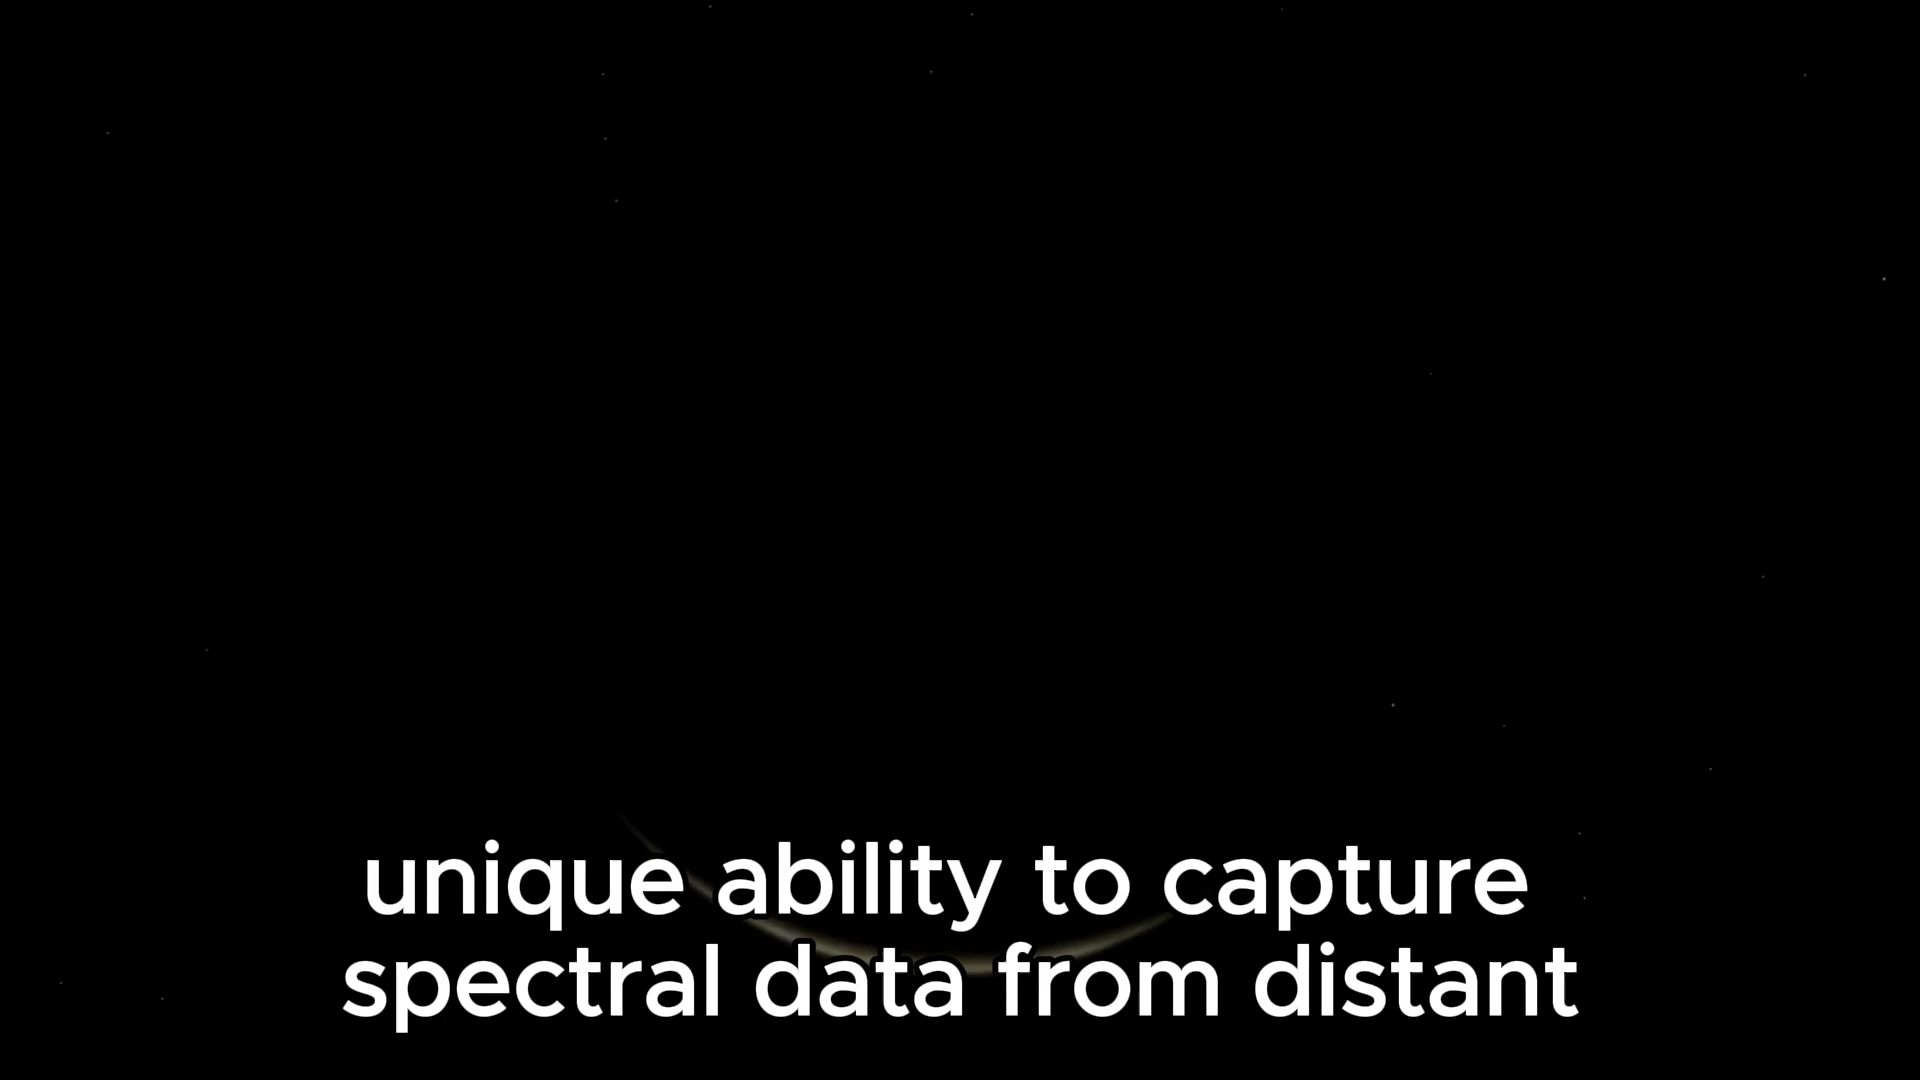 unique ability to capture
spectral data from distant